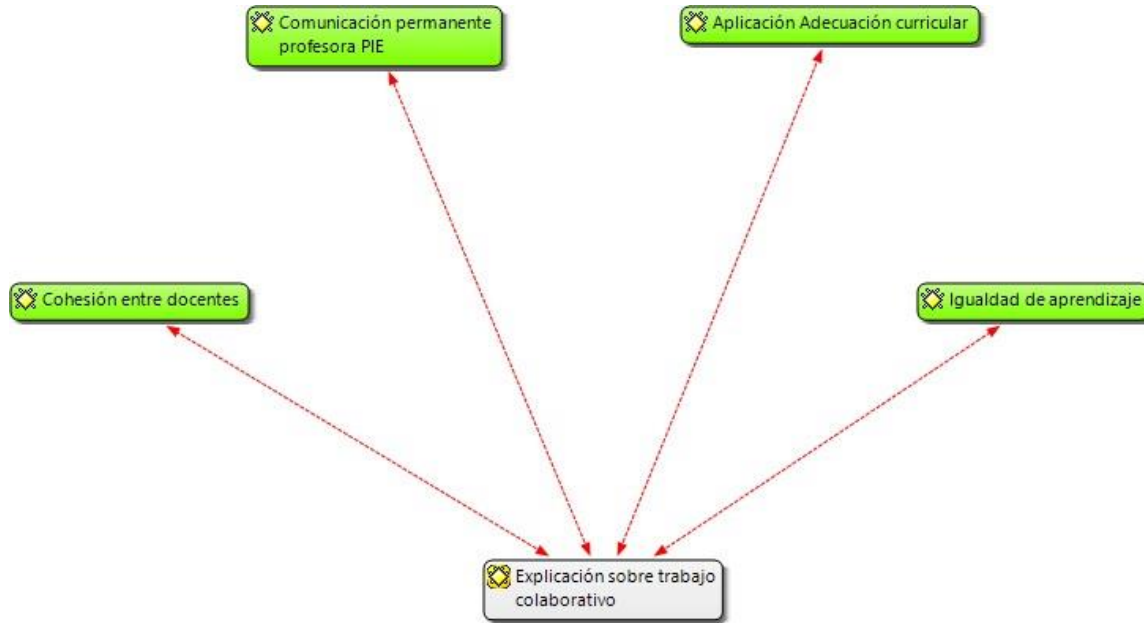 Comunicación permanente
profesora PIE
Aplicación Adecuación curricular
Cohesión entre docentes
Igualdad de aprendizaje
Explicación sobre trabajo
colaborativo